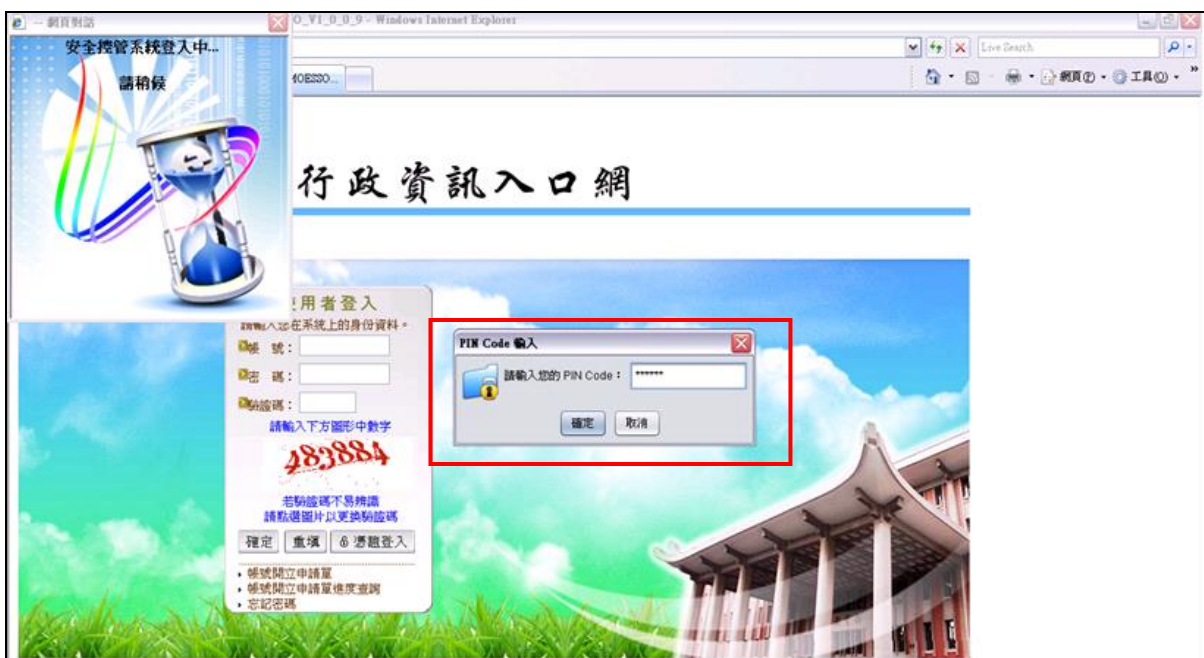 -- 網頁對話
O_V1_0_0_9 - Windows Internet Explorer
安全控管系統登入中...
請稍候
Live Search
MOESSO...
網頁(P)
工具(O)
»
行政資訊入口網
使用者登入
請輸入您在系統上的身份資料。
帳 號：
密 碼：
驗證碼：
請輸入下方圖形中數字
483884
若驗證碼不易辨識
請點選圖片以更換驗證碼
確定 重填 憑證登入
帳號開立申請單
帳號開立申請單進度查詢
忘記密碼
PIN Code 輸入
請輸入您的 PIN Code： ******
確定 取消